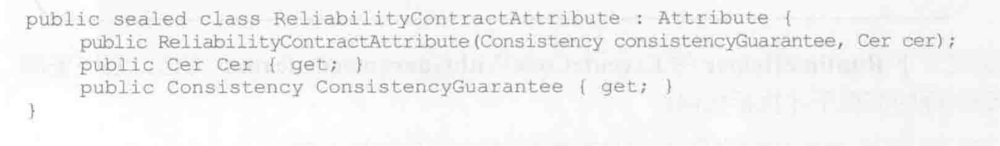 public sealed class ReliabilityContractAttribute : Attribute {
    public ReliabilityContractAttribute(Consistency consistencyGuarantee, Cer cer);
    public Cer Cer { get; }
    public Consistency ConsistencyGuarantee { get; }
}